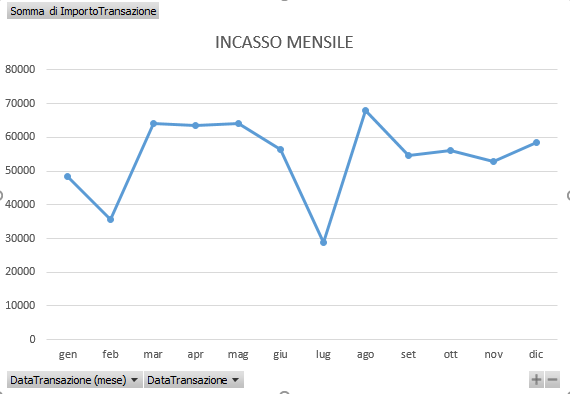 Somma di ImportoTransazione
INCASSO MENSILE
80000
70000
60000
50000
40000
30000
20000
10000
0
gen feb mar apr mag giu lug ago set ott nov dic
DataTransazione (mese) DataTransazione